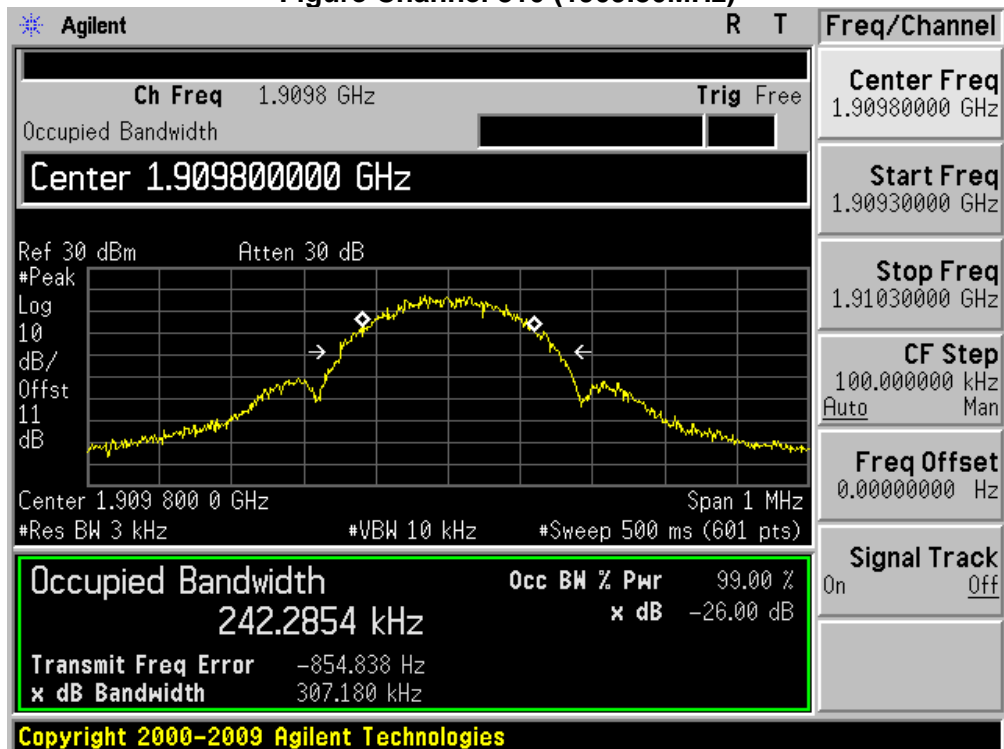 Agilent R T
Ch Freq 1.9098 GHz Trig Free
Occupied Bandwidth
Center 1.909800000 GHz
Ref 30 dBm Atten 30 dB
#Peak
Log
10
dB/
Offst
11
dB
Center 1.909 800 0 GHz Span 1 MHz
#Res BW 3 kHz #VBW 10 kHz #Sweep 500 ms (601 pts)
Occupied Bandwidth Occ BW % Pwr 99.00 %
242.2854 kHz x dB -26.00 dB
Transmit Freq Error -854.838 Hz
x dB Bandwidth 307.180 kHz
Copyright 2000-2009 Agilent Technologies
Freq/Channel
Center Freq
1.90980000 GHz
Start Freq
1.90930000 GHz
Stop Freq
1.91030000 GHz
CF Step
100.000000 kHz
Auto Man
Freq Offset
0.00000000 Hz
Signal Track
On Off